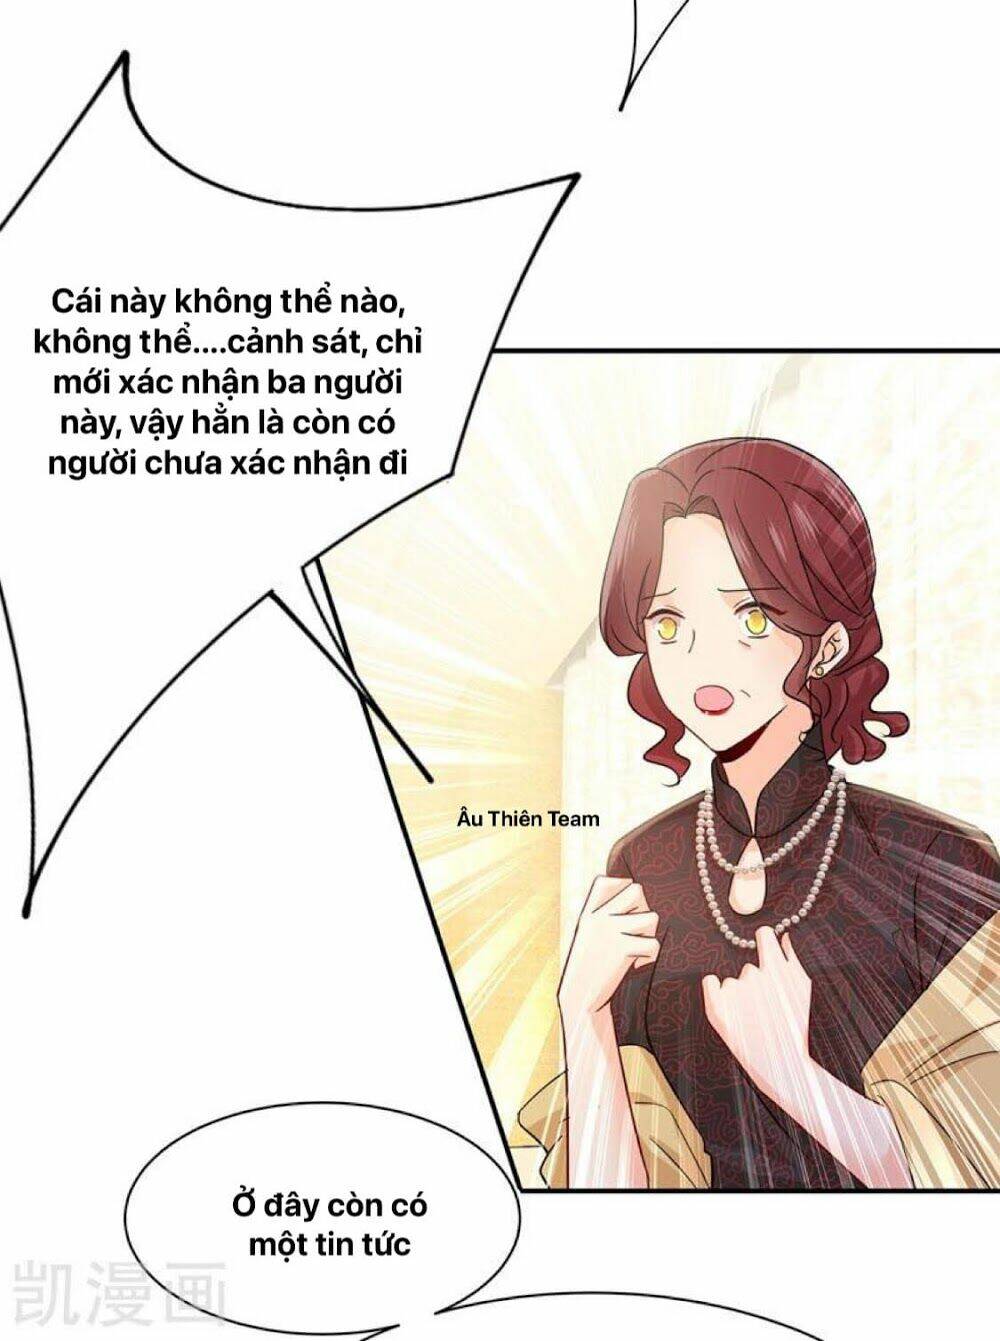 Cái này không thể nào,
không thể....cảnh sát, chỉ
mới xác nhận ba người
này, vậy hẳn là còn có
người chưa xác nhận đi
Âu Thiên Team
Ở đây còn có
một tin tức
凯漫画